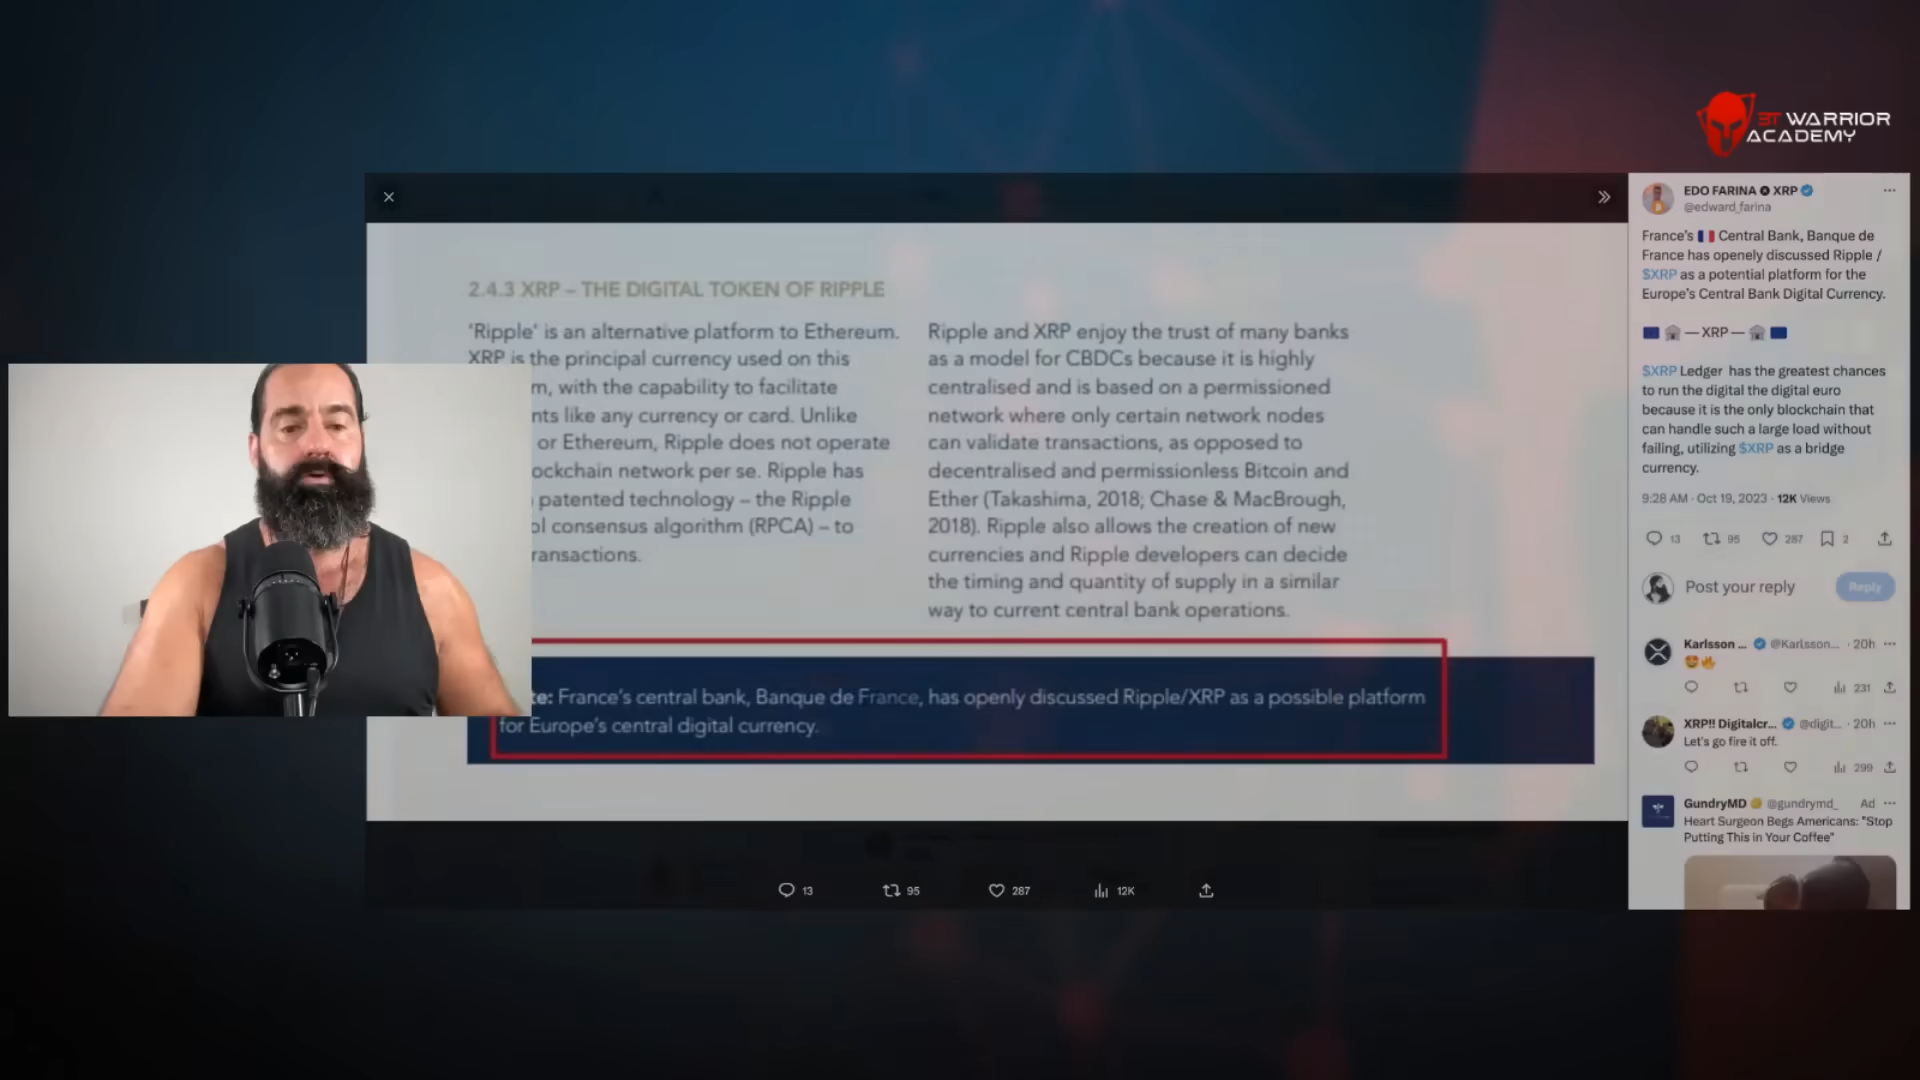 3T WARRIOR
ACADEMY
2.4.3 XRP – THE DIGITAL TOKEN OF RIPPLE
'Ripple' is an alternative platform to Ethereum.
XRP is the principal currency used on this
m, with the capability to facilitate
nts like any currency or card. Unlike
or Ethereum, Ripple does not operate
ockchain network per se. Ripple has
patented technology – the Ripple
ol consensus algorithm (RPCA) – to
ransactions.
Ripple and XRP enjoy the trust of many banks
as a model for CBDCs because it is highly
centralised and is based on a permissioned
network where only certain network nodes
can validate transactions, as opposed to
decentralised and permissionless Bitcoin and
Ether (Takashima, 2018; Chase & MacBrough,
2018). Ripple also allows the creation of new
currencies and Ripple developers can decide
the timing and quantity of supply in a similar
way to current central bank operations.
te: France's central bank, Banque de France, has openly discussed Ripple/XRP as a possible platform
for Europe's central digital currency.
13 95 287 12K
EDO FARINA XRP
@edward_farina
France's 🇫🇷 Central Bank, Banque de
France has openely discussed Ripple /
$XRP as a potential platform for the
Europe's Central Bank Digital Currency.
— XRP —
$XRP Ledger has the greatest chances
to run the digital the digital euro
because it is the only blockchain that
can handle such a large load without
failing, utilizing $XRP as a bridge
currency.
9:28 AM · Oct 19, 2023 · 12K Views
13 95 287 2
Post your reply Reply
Karlsson ... @Karlsson... · 20h
🤩🔥
231
XRP!! Digitalcr... @digit... · 20h
Let's go fire it off.
299
GundryMD @gundrymd_ Ad
Heart Surgeon Begs Americans: "Stop
Putting This in Your Coffee"